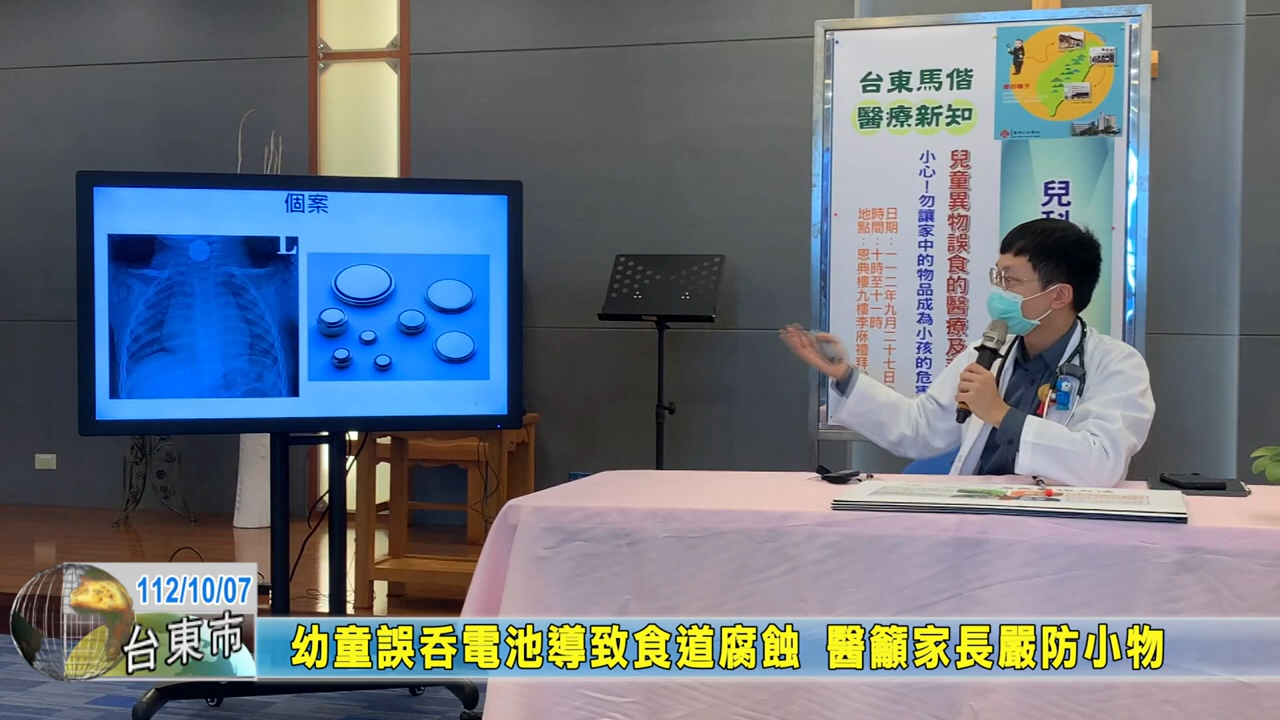 個案
L
台東馬偕
醫療新知
兒童異物誤食的醫療及
小心！勿讓家中的物品成為小孩的危害
日期：一一二年九月二十七日
時間：十時至十一時
地點：恩典樓九樓李庥禮拜
兒科
112/10/07
台東市
幼童誤吞電池導致食道腐蝕 醫籲家長嚴防小物